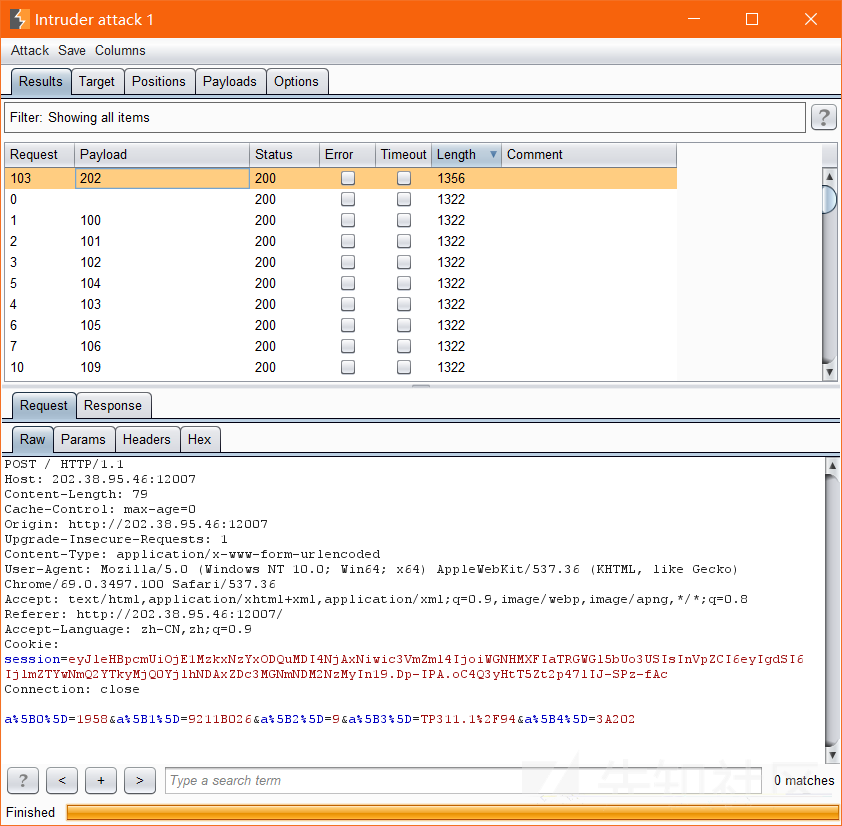 Intruder attack 1
Attack Save Columns
Results Target Positions Payloads Options
Filter: Showing all items ?
Request Payload Status Error Timeout Length Comment
103 202 200 1356
0 200 1322
1 100 200 1322
2 101 200 1322
3 102 200 1322
5 104 200 1322
4 103 200 1322
6 105 200 1322
7 106 200 1322
10 109 200 1322
Request Response
Raw Params Headers Hex
POST / HTTP/1.1
Host: 202.38.95.46:12007
Content-Length: 79
Cache-Control: max-age=0
Origin: http://202.38.95.46:12007
Upgrade-Insecure-Requests: 1
Content-Type: application/x-www-form-urlencoded
User-Agent: Mozilla/5.0 (Windows NT 10.0; Win64; x64) AppleWebKit/537.36 (KHTML, like Gecko)
Chrome/69.0.3497.100 Safari/537.36
Accept: text/html,application/xhtml+xml,application/xml;q=0.9,image/webp,image/apng,*/*;q=0.8
Referer: http://202.38.95.46:12007/
Accept-Language: zh-CN,zh;q=0.9
Cookie:
session=eyJleHBpcmUiOjE1MzkxNzYxODQuMDI4NjAxNiwic3VmZml4IjoiWGNHMXFIaTRGWGl5bUo3USIsInVpZCI6eyIgdSI6
IjlmZTYwNmQ2YTkyMjQ0YjlhNDAxZDc3MGNmNDM2NzMyIn19.Dp-IPA.oC4Q3yHtT5Zt2p47lIJ-SPz-fAc
Connection: close
a%5B0%5D=1958&a%5B1%5D=9211B026&a%5B2%5D=9&a%5B3%5D=TP311.1%2F94&a%5B4%5D=3A202
? < + > Type a search term 0 matches
Finished
先知社区